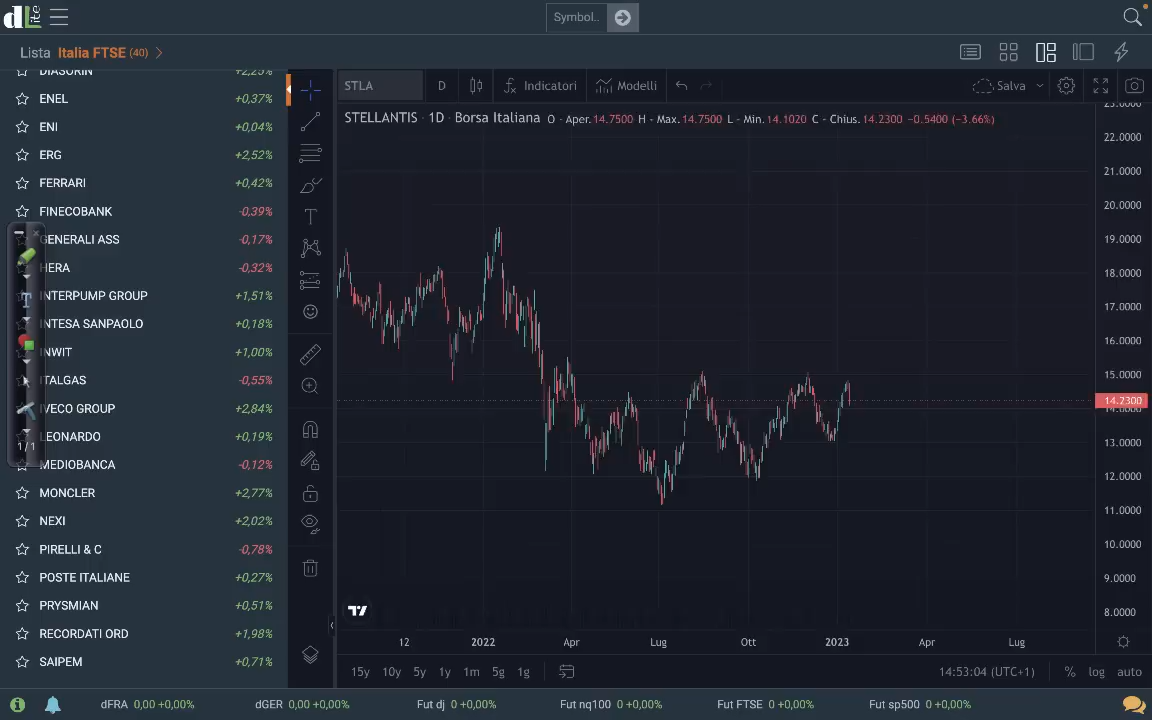 dLite
Symbol..
Lista Italia FTSE (40)
DIASORIN +2,25%
ENEL +0,37%
ENI +0,04%
ERG +2,52%
FERRARI +0,42%
FINECOBANK -0,39%
GENERALI ASS -0,17%
HERA -0,32%
INTERPUMP GROUP +1,51%
INTESA SANPAOLO +0,18%
INWIT +1,00%
ITALGAS -0,55%
IVECO GROUP +2,84%
LEONARDO +0,19%
1/1
MEDIOBANCA -0,12%
MONCLER +2,77%
NEXI +2,02%
PIRELLI & C -0,78%
POSTE ITALIANE +0,27%
PRYSMIAN +0,51%
RECORDATI ORD +1,98%
SAIPEM +0,71%
STLA D Indicatori Modelli Salva
STELLANTIS · 1D · Borsa Italiana O - Aper.14.7500 H - Max.14.7500 L - Min.14.1020 C - Chius.14.2300 −0.5400 (−3.66%)
23.0000
22.0000
21.0000
20.0000
19.0000
18.0000
17.0000
16.0000
15.0000
14.2300
14.0000
13.0000
12.0000
11.0000
10.0000
9.0000
8.0000
12 2022 Apr Lug Ott 2023 Apr Lug
15y 10y 5y 1y 1m 5g 1g 14:53:04 (UTC+1) % log auto
dFRA 0,00 +0,00% dGER 0,00 +0,00% Fut dj 0 +0,00% Fut nq100 0 +0,00% Fut FTSE 0 +0,00% Fut sp500 0 +0,00%